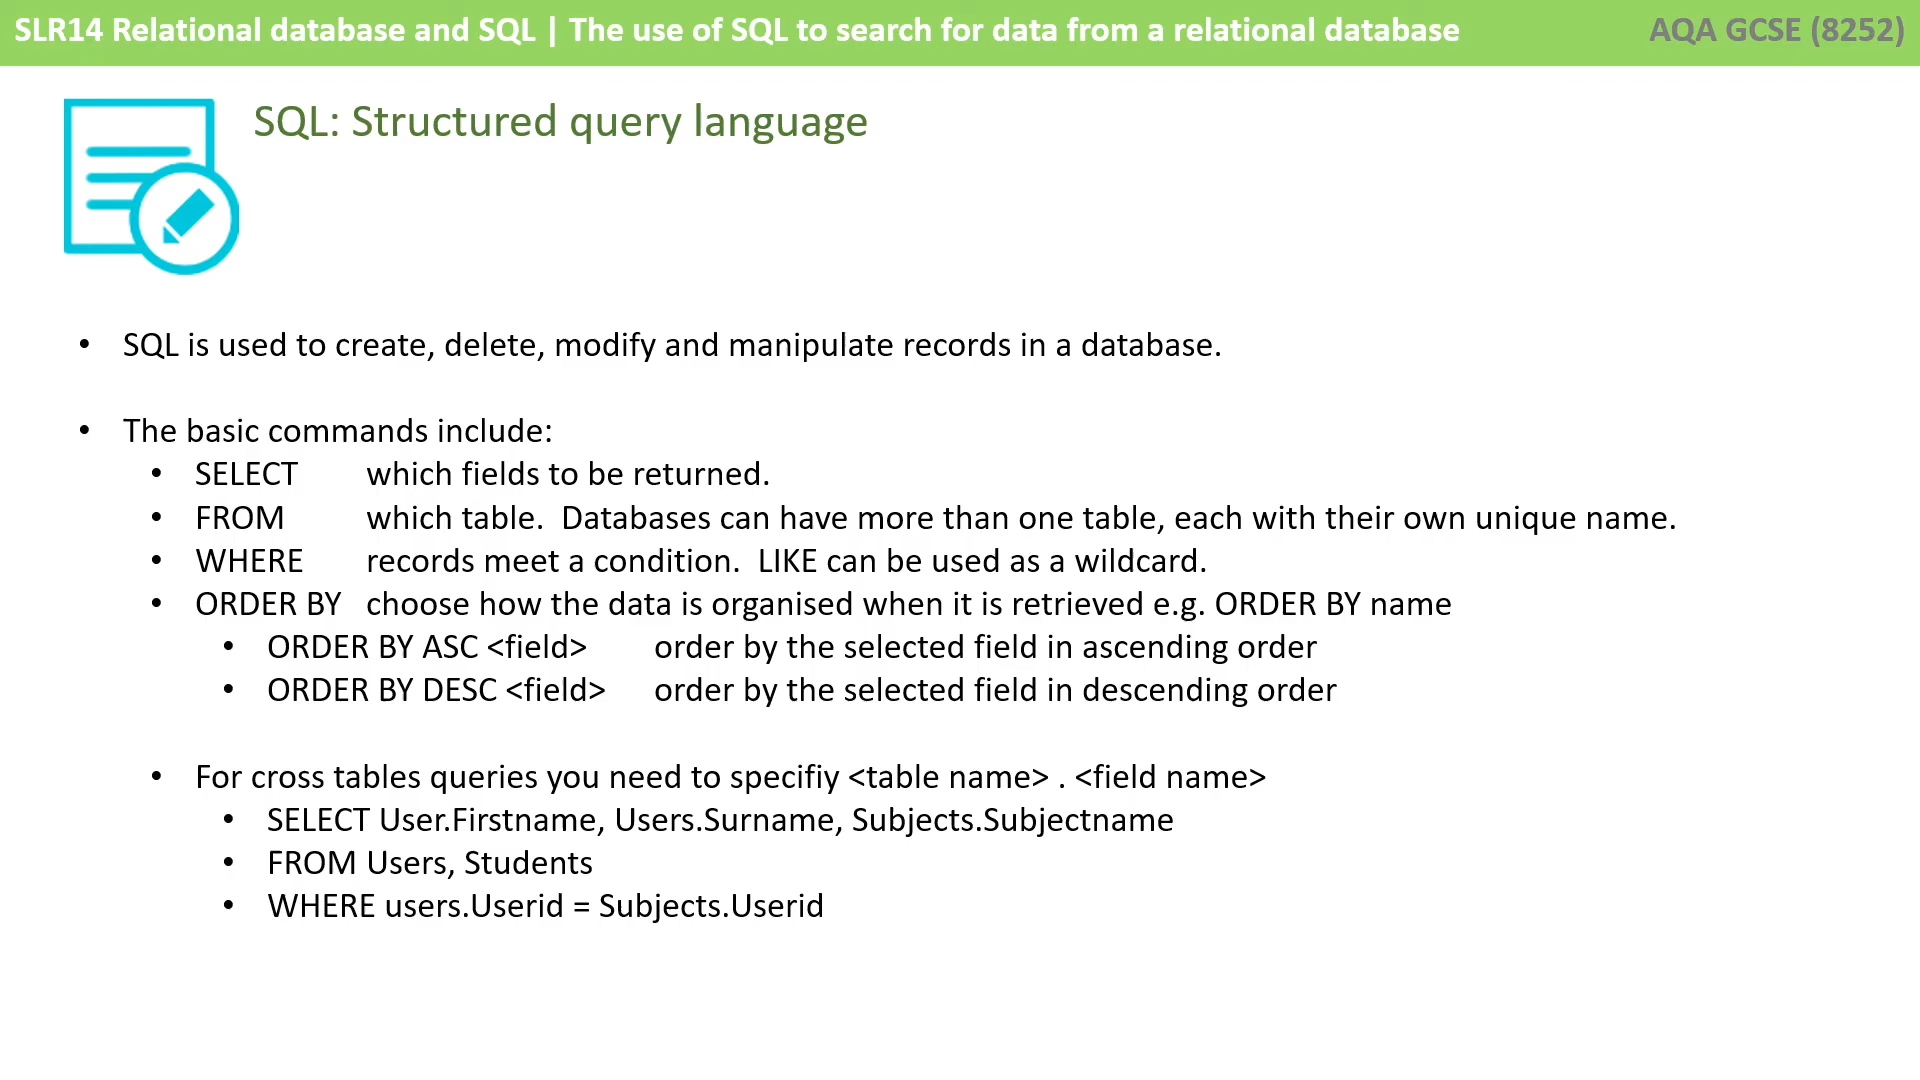 SLR14 Relational database and SQL | The use of SQL to search for data from a relational database AQA GCSE (8252)
SQL: Structured query language
• SQL is used to create, delete, modify and manipulate records in a database.
• The basic commands include:
• SELECT which fields to be returned.
• FROM which table. Databases can have more than one table, each with their own unique name.
• WHERE records meet a condition. LIKE can be used as a wildcard.
• ORDER BY choose how the data is organised when it is retrieved e.g. ORDER BY name
• ORDER BY ASC <field> order by the selected field in ascending order
• ORDER BY DESC <field> order by the selected field in descending order
• For cross tables queries you need to specifiy <table name> . <field name>
• SELECT User.Firstname, Users.Surname, Subjects.Subjectname
• FROM Users, Students
• WHERE users.Userid = Subjects.Userid